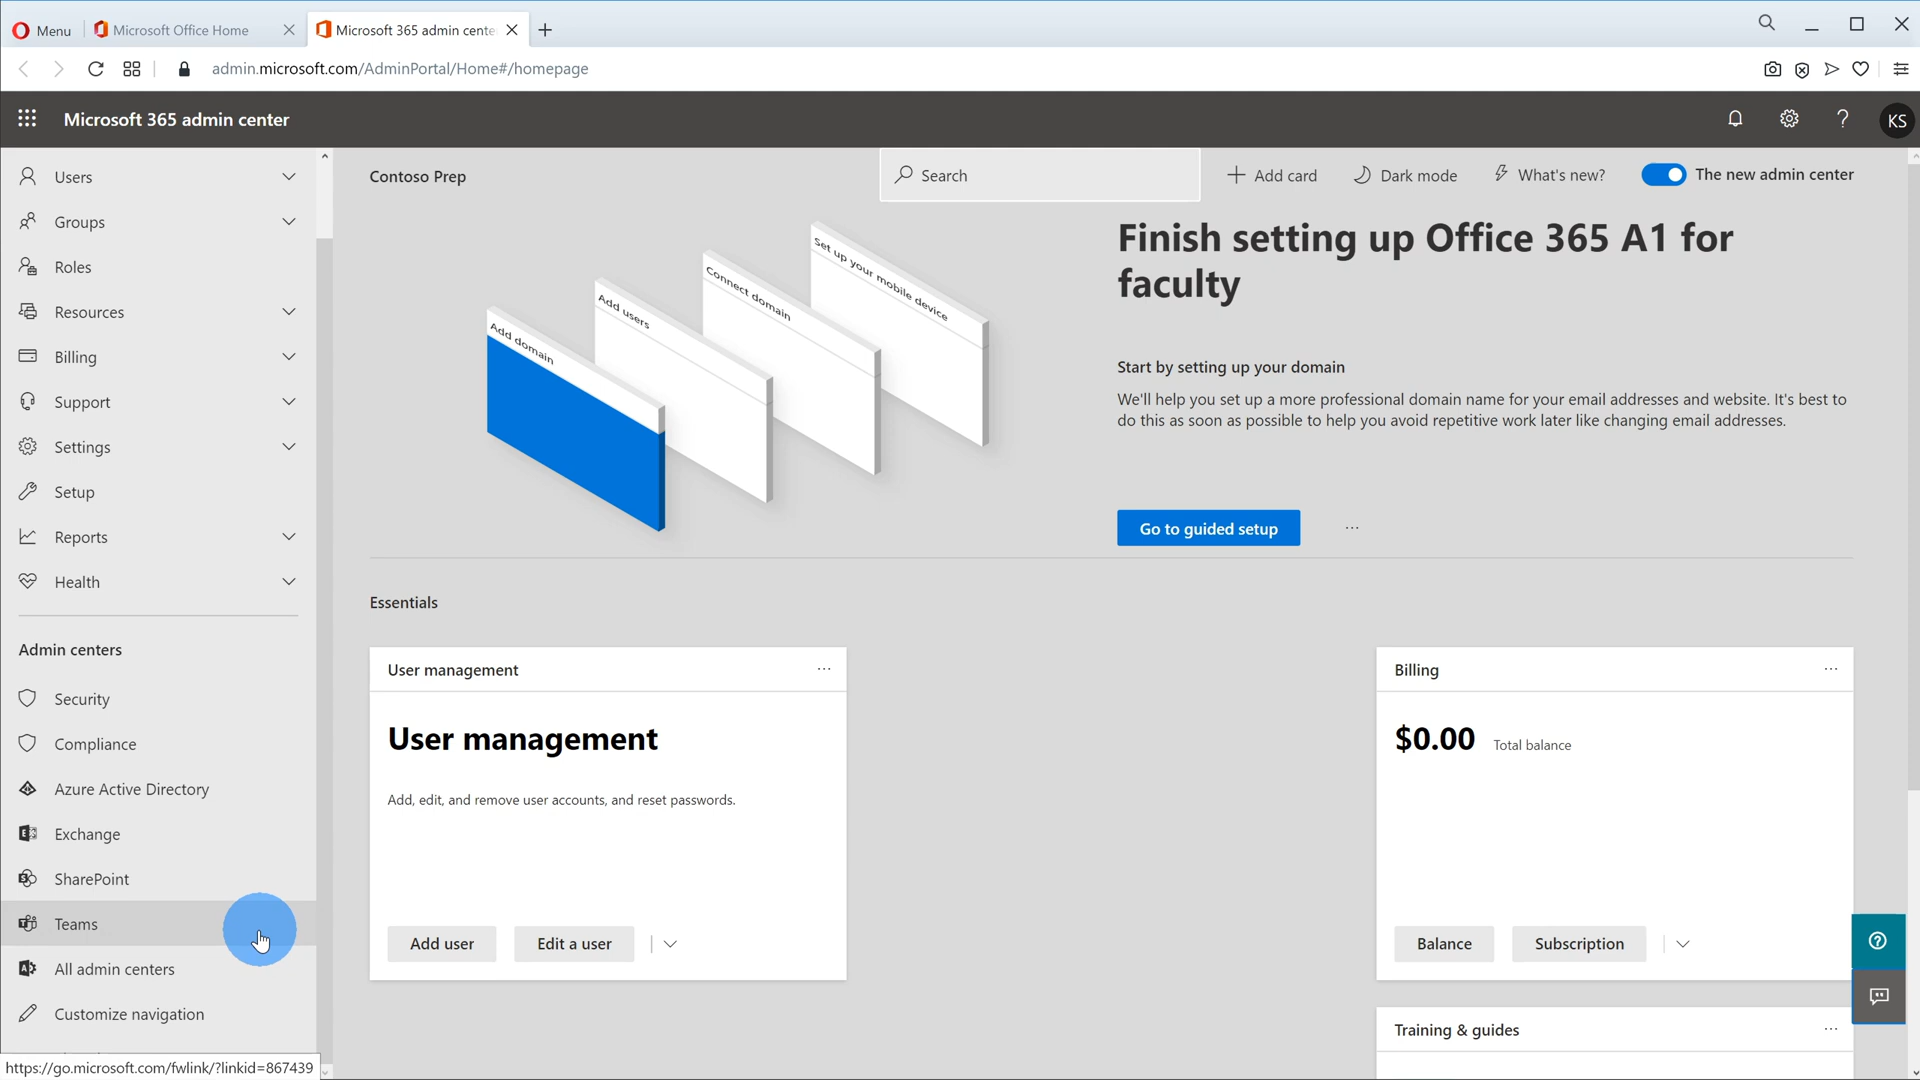 Menu
Microsoft Office Home
Microsoft 365 admin cente
admin.microsoft.com/AdminPortal/Home#/homepage
Microsoft 365 admin center
KS
Users
Groups
Roles
Resources
Billing
Support
Settings
Setup
Reports
Health
Admin centers
Security
Compliance
Azure Active Directory
Exchange
SharePoint
Teams
All admin centers
Customize navigation
https://go.microsoft.com/fwlink/?linkid=867439
Contoso Prep
Search
Add card
Dark mode
What's new?
The new admin center
Add domain
Add users
Connect domain
Set up your mobile device
Finish setting up Office 365 A1 for
faculty
Start by setting up your domain
We'll help you set up a more professional domain name for your email addresses and website. It's best to
do this as soon as possible to help you avoid repetitive work later like changing email addresses.
Go to guided setup
Essentials
User management
User management
Add, edit, and remove user accounts, and reset passwords.
Add user
Edit a user
Billing
$0.00 Total balance
Balance
Subscription
Training & guides